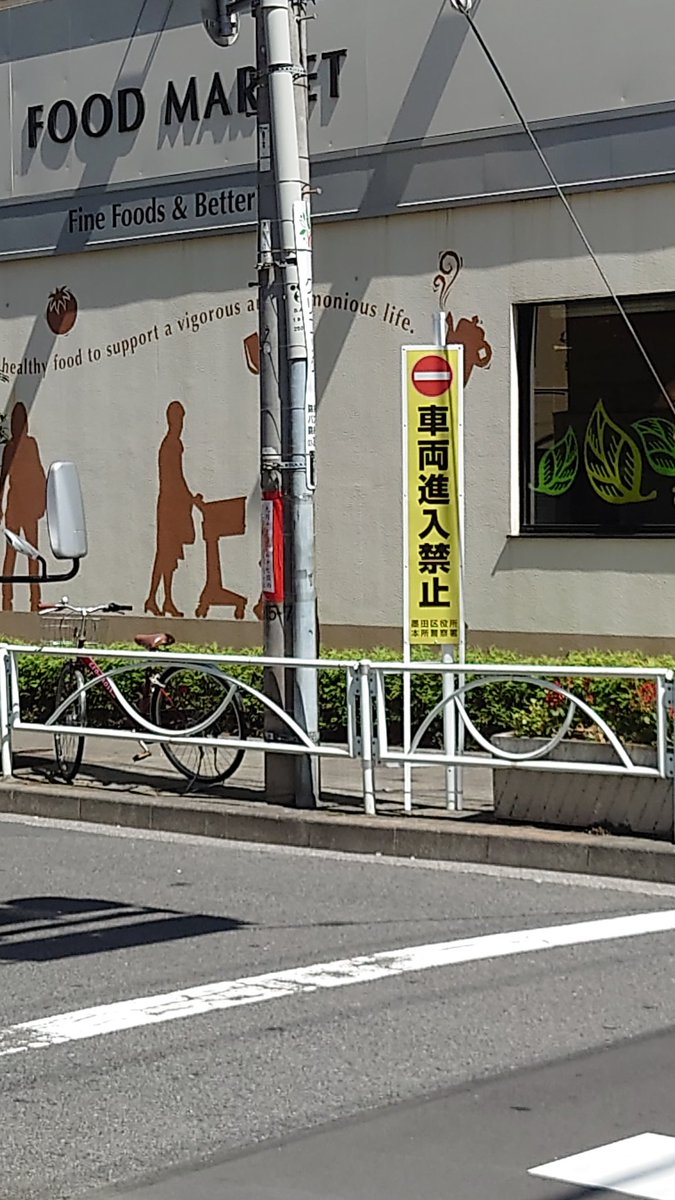 FOOD MARKET
Fine Foods & Better
healthy food to support a vigorous a monious life.
車両進入禁止
墨田区役所
本所警察署